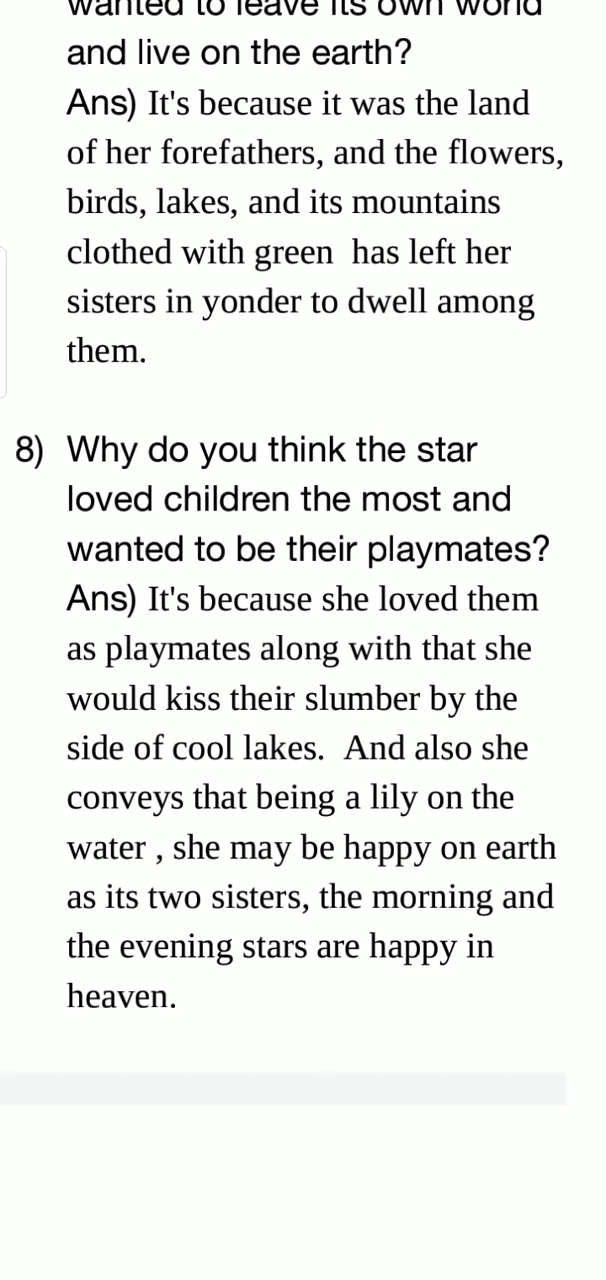 wanted to leave its own world
and live on the earth?
Ans) It's because it was the land
of her forefathers, and the flowers,
birds, lakes, and its mountains
clothed with green  has left her
sisters in yonder to dwell among
them.
8) Why do you think the star
loved children the most and
wanted to be their playmates?
Ans) It's because she loved them
as playmates along with that she
would kiss their slumber by the
side of cool lakes.  And also she
conveys that being a lily on the
water , she may be happy on earth
as its two sisters, the morning and
the evening stars are happy in
heaven.